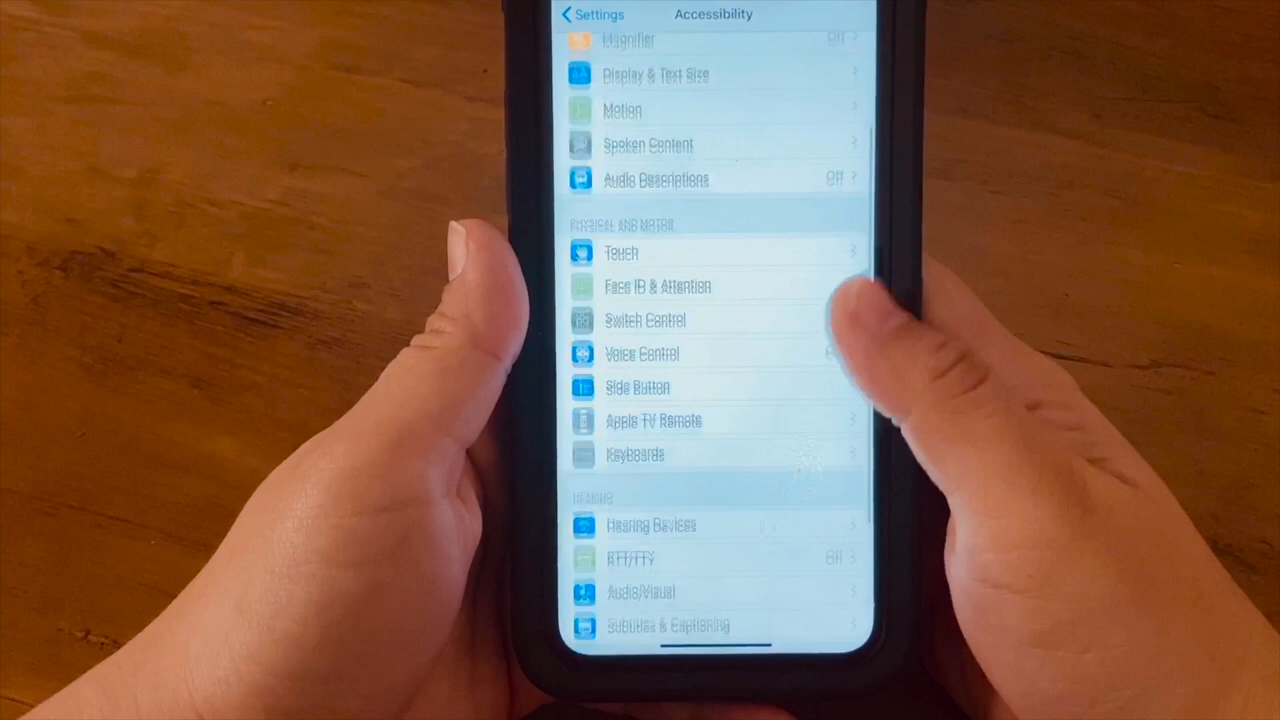 Settings
Accessibility
Magnifier Off
Display & Text Size
Motion
Spoken Content
Audio Descriptions Off
PHYSICAL AND MOTOR
Touch
Face ID & Attention
Switch Control
Voice Control
Side Button
Apple TV Remote
Keyboards
HEARING
Hearing Devices
RTT/TTY Off
Audio/Visual
Subtitles & Captioning